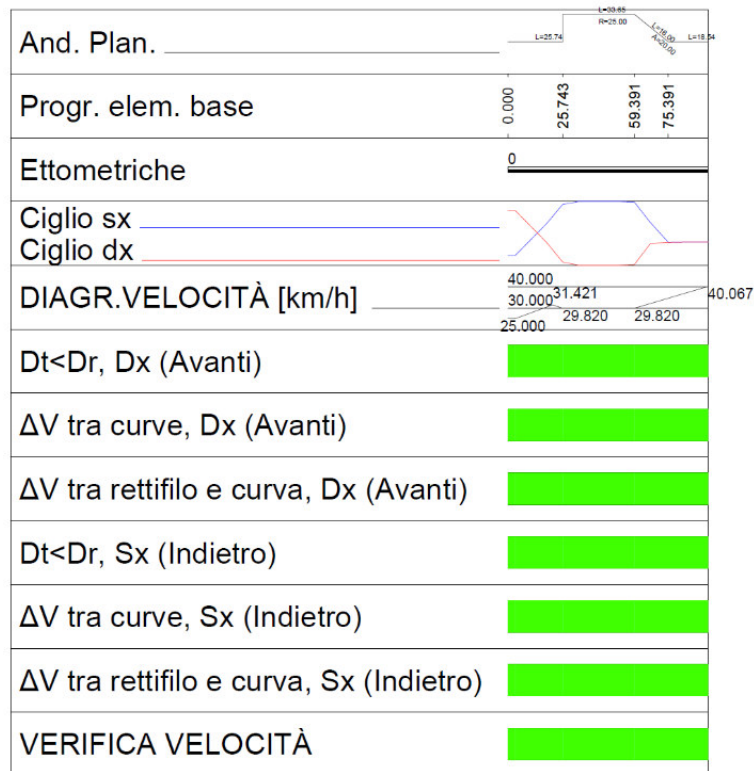 And. Plan.
L=25.74
L=33.65
R=25.00
L=16.00
A=20.00
L=18.54
Progr. elem. base
0.000
25.743
59.391
75.391
Ettometriche
0
Ciglio sx
Ciglio dx
DIAGR.VELOCITÀ [km/h]
40.000
30.000
25.000
31.421
29.820
29.820
40.067
Dt<Dr, Dx (Avanti)
ΔV tra curve, Dx (Avanti)
ΔV tra rettifilo e curva, Dx (Avanti)
Dt<Dr, Sx (Indietro)
ΔV tra curve, Sx (Indietro)
ΔV tra rettifilo e curva, Sx (Indietro)
VERIFICA VELOCITÀ